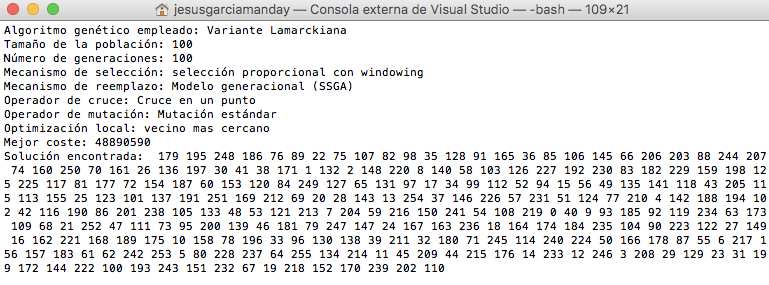 jesusgarciamanday — Consola externa de Visual Studio — -bash — 109×21
Algoritmo genético empleado: Variante Lamarckiana
Tamaño de la población: 100
Número de generaciones: 100
Mecanismo de selección: selección proporcional con windowing
Mecanismo de reemplazo: Modelo generacional (SSGA)
Operador de cruce: Cruce en un punto
Operador de mutación: Mutación estándar
Optimización local: vecino mas cercano
Mejor coste: 48890590
Solución encontrada:  179 195 248 186 76 89 22 75 107 82 98 35 128 91 165 36 85 106 145 66 206 203 88 244 207
74 160 250 70 161 26 136 197 30 41 38 171 1 132 2 148 220 8 140 58 103 126 227 192 230 83 182 229 159 198 12
5 225 117 81 177 72 154 187 60 153 120 84 249 127 65 131 97 17 34 99 112 52 94 15 56 49 135 141 118 43 205 11
5 113 155 25 123 101 137 191 251 169 212 69 20 28 143 13 254 37 146 226 57 231 51 124 77 210 4 142 188 194 10
2 42 116 190 86 201 238 105 133 48 53 121 213 7 204 59 216 150 241 54 108 219 0 40 9 93 185 92 119 234 63 173
109 68 21 252 47 111 73 95 200 139 46 181 79 247 147 24 167 163 236 18 164 174 184 235 104 90 223 122 27 149
16 162 221 168 189 175 10 158 78 196 33 96 130 138 39 211 32 180 71 245 114 240 224 50 166 178 87 55 6 217 1
56 157 183 61 62 242 253 5 80 228 237 64 255 134 214 11 45 209 44 215 176 14 233 12 246 3 208 29 129 23 31 19
9 172 144 222 100 193 243 151 232 67 19 218 152 170 239 202 110